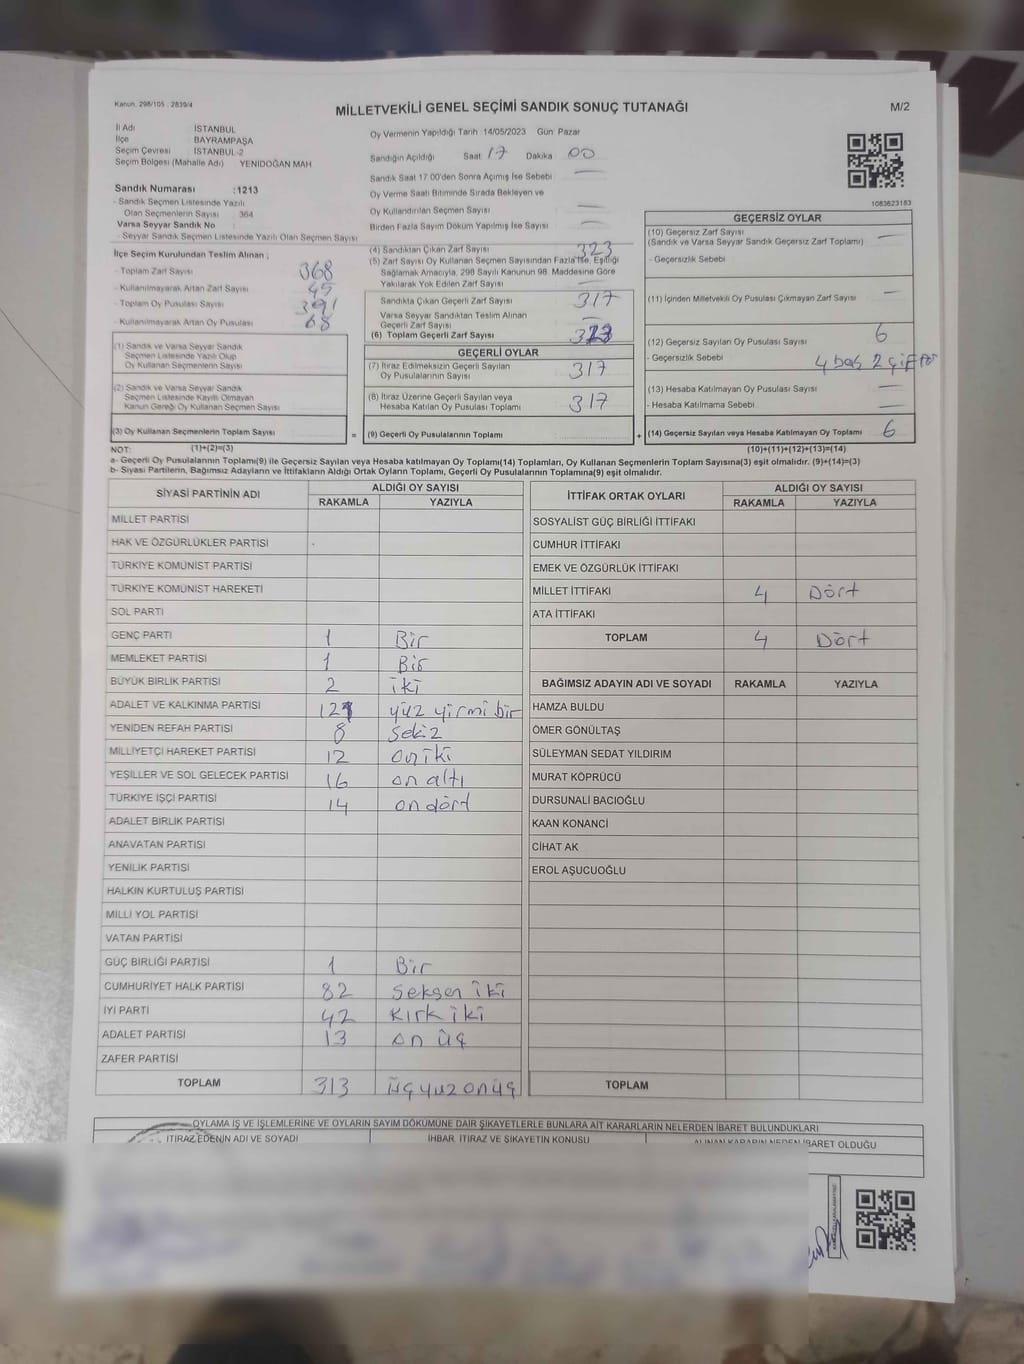 Kanun, 298/105 ; 2839/4
MİLLETVEKİLİ GENEL SEÇİMİ SANDIK SONUÇ TUTANAĞI
M/2
İl Adı İSTANBUL
İlçe BAYRAMPAŞA
Seçim Çevresi İSTANBUL-2
Seçim Bölgesi (Mahalle Adı) YENİDOĞAN MAH
Sandık Numarası : 1213
- Sandık Seçmen Listesinde Yazılı
Olan Seçmenlerin Sayısı : 364
Varsa Seyyar Sandık No :
- Seyyar Sandık Seçmen Listesinde Yazılı Olan Seçmen Sayısı
İlçe Seçim Kurulundan Teslim Alınan ;
- Toplam Zarf Sayısı 368
- Kullanılmayarak Artan Zarf Sayısı 45
- Toplam Oy Pusulası Sayısı 391
- Kullanılmayarak Artan Oy Pusulası 68
(1) Sandık ve Varsa Seyyar Sandık
Seçmen Listesinde Yazılı Olup
Oy Kullanan Seçmenlerin Sayısı
(2) Sandık ve Varsa Seyyar Sandık
Seçmen Listesinde Kayıtlı Olmayan
Kanun Gereği Oy Kullanan Seçmen Sayısı
(3) Oy Kullanan Seçmenlerin Toplam Sayısı =
Oy Vermenin Yapıldığı Tarih 14/05/2023 Gün Pazar
Sandığın Açıldığı Saat 17 Dakika 00
Sandık Saat 17:00'den Sonra Açılmış İse Sebebi —
Oy Verme Saati Bitiminde Sırada Bekleyen ve
Oy Kullandırılan Seçmen Sayısı —
Birden Fazla Sayım Döküm Yapılmış İse Sayısı —
(4) Sandıktan Çıkan Zarf Sayısı 323
(5) Zarf Sayısı Oy Kullanan Seçmen Sayısından Fazla İse, Eşitliği
Sağlamak Amacıyla, 298 Sayılı Kanunun 98. Maddesine Göre
Yakılarak Yok Edilen Zarf Sayısı —
Sandıkta Çıkan Geçerli Zarf Sayısı 317
Varsa Seyyar Sandıktan Teslim Alınan
Geçerli Zarf Sayısı —
(6) Toplam Geçerli Zarf Sayısı
GEÇERLİ OYLAR
(7) İtiraz Edilmeksizin Geçerli Sayılan
Oy Pusulalarının Sayısı 317
(8) İtiraz Üzerine Geçerli Sayılan veya
Hesaba Katılan Oy Pusulası Toplamı 317
(9) Geçerli Oy Pusulalarının Toplamı +
1083623183
GEÇERSİZ OYLAR
(10) Geçersiz Zarf Sayısı —
(Sandık ve Varsa Seyyar Sandık Geçersiz Zarf Toplamı)
- Geçersizlik Sebebi
(11) İçinden Milletvekili Oy Pusulası Çıkmayan Zarf Sayısı —
(12) Geçersiz Sayılan Oy Pusulası Sayısı 6
- Geçersizlik Sebebi 4 boş 2 çift
(13) Hesaba Katılmayan Oy Pusulası Sayısı —
- Hesaba Katılmama Sebebi —
(14) Geçersiz Sayılan veya Hesaba Katılmayan Oy Toplamı 6
NOT: (1)+(2)=(3) (10)+(11)+(12)+(13)=(14)
a- Geçerli Oy Pusulası Toplamı(9) ile Geçersiz Sayılan veya Hesaba katılmayan Oy Toplamı(14) Toplamları, Oy Kullanan Seçmenlerin Toplam Sayısına(3) eşit olmalıdır. (9)+(14)=(3)
b- Siyasi Partilerin, Bağımsız Adayların ve İttifakların Aldığı Ortak Oyların Toplamı, Geçerli Oy Pusulalarının Toplamına(9) eşit olmalıdır.
SİYASİ PARTİNİN ADI ALDIĞI OY SAYISI
RAKAMLA YAZIYLA
MİLLET PARTİSİ
HAK VE ÖZGÜRLÜKLER PARTİSİ
TÜRKİYE KOMÜNİST PARTİSİ
TÜRKİYE KOMÜNİST HAREKETİ
SOL PARTİ
GENÇ PARTİ 1 Bir
MEMLEKET PARTİSİ 1 Bir
BÜYÜK BİRLİK PARTİSİ 2 iki
ADALET VE KALKINMA PARTİSİ 121 yüz yirmi bir
YENİDEN REFAH PARTİSİ 8 Sekiz
MİLLİYETÇİ HAREKET PARTİSİ 12 on iki
YEŞİLLER VE SOL GELECEK PARTİSİ 16 on altı
TÜRKİYE İŞÇİ PARTİSİ 14 on dört
ADALET BİRLİK PARTİSİ
ANAVATAN PARTİSİ
YENİLİK PARTİSİ
HALKIN KURTULUŞ PARTİSİ
MİLLİ YOL PARTİSİ
VATAN PARTİSİ
GÜÇ BİRLİĞİ PARTİSİ 1 Bir
CUMHURİYET HALK PARTİSİ 82 Seksen iki
İYİ PARTİ 42 Kırk iki
ADALET PARTİSİ 13 on üç
ZAFER PARTİSİ
TOPLAM 313 üçyüzonüç
İTTİFAK ORTAK OYLARI ALDIĞI OY SAYISI
RAKAMLA YAZIYLA
SOSYALİST GÜÇ BİRLİĞİ İTTİFAKI
CUMHUR İTTİFAKI
EMEK VE ÖZGÜRLÜK İTTİFAKI
MİLLET İTTİFAKI 4 Dört
ATA İTTİFAKI
TOPLAM 4 Dört
BAĞIMSIZ ADAYIN ADI VE SOYADI RAKAMLA YAZIYLA
HAMZA BULDU
ÖMER GÖNÜLTAŞ
SÜLEYMAN SEDAT YILDIRIM
MURAT KÖPRÜCÜ
DURSUNALİ BACIOĞLU
KAAN KONANCİ
CİHAT AK
EROL AŞUCUOĞLU
TOPLAM
OYLAMA İŞ VE İŞLEMLERİNE VE OYLARIN SAYIM DÖKÜMÜNE DAİR ŞİKAYETLERLE BUNLARA AİT KARARLARIN NELERDEN İBARET BULUNDUKLARI
İTİRAZ EDENİN ADI VE SOYADI İHBAR, İTİRAZ VE ŞİKAYETİN KONUSU ALINAN KARARIN NEDEN İBARET OLDUĞU